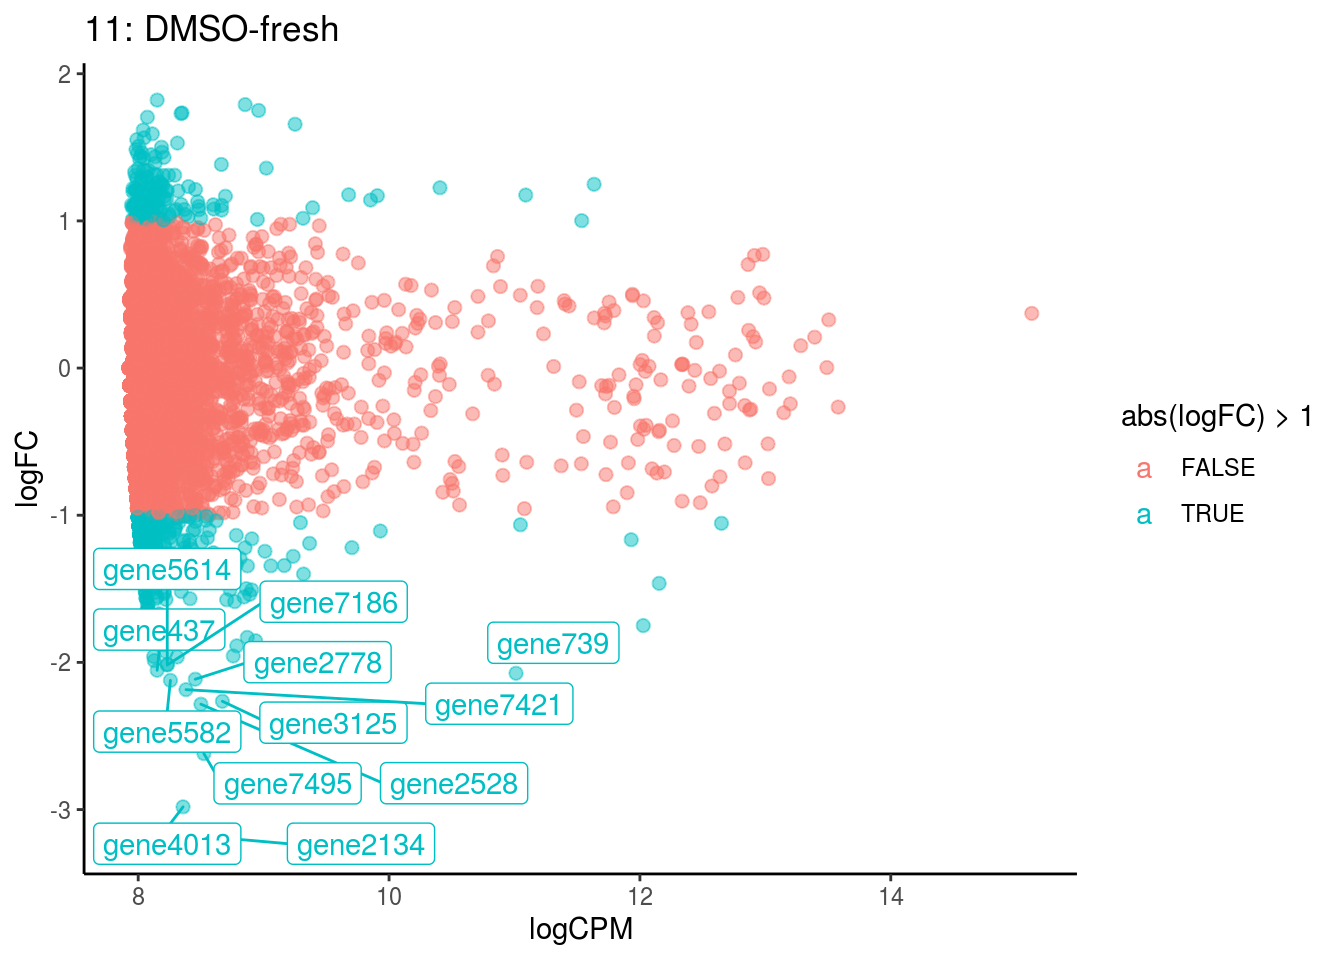 11: DMSO-fresh
2
1
0
-1
-2
-3
logFC
gene5614
gene7186
gene437
gene739
gene2778
gene7421
gene3125
gene5582
gene7495
gene2528
gene4013
gene2134
8
10
12
14
logCPM
abs(logFC) > 1
a FALSE
a TRUE